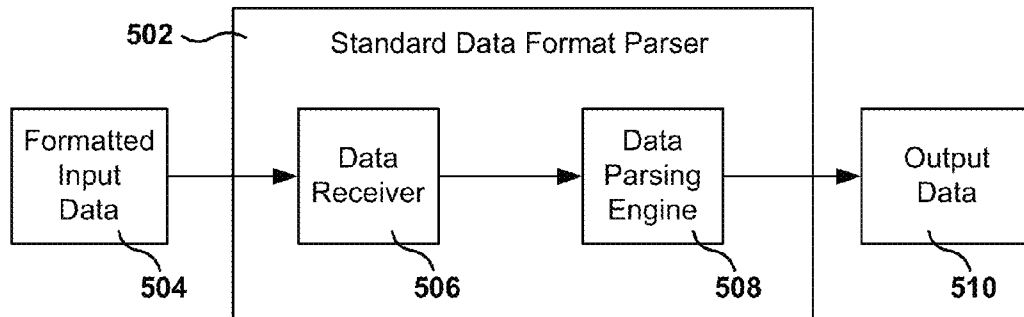 502
Standard Data Format Parser
Formatted
Input
Data
504
Data
Receiver
506
Data
Parsing
Engine
508
Output
Data
510